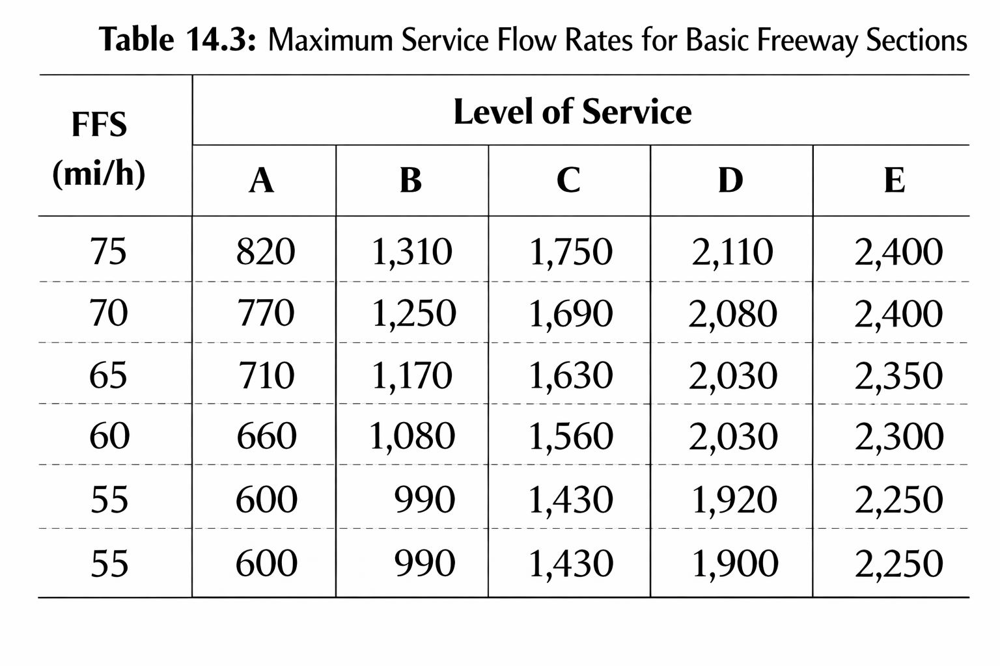 Table 14.3: Maximum Service Flow Rates for Basic Freeway Sections
FFS
(mi/h)
Level of Service
A B C D E
75 820 1,310 1,750 2,110 2,400
70 770 1,250 1,690 2,080 2,400
65 710 1,170 1,630 2,030 2,350
60 660 1,080 1,560 2,030 2,300
55 600 990 1,430 1,920 2,250
55 600 990 1,430 1,900 2,250